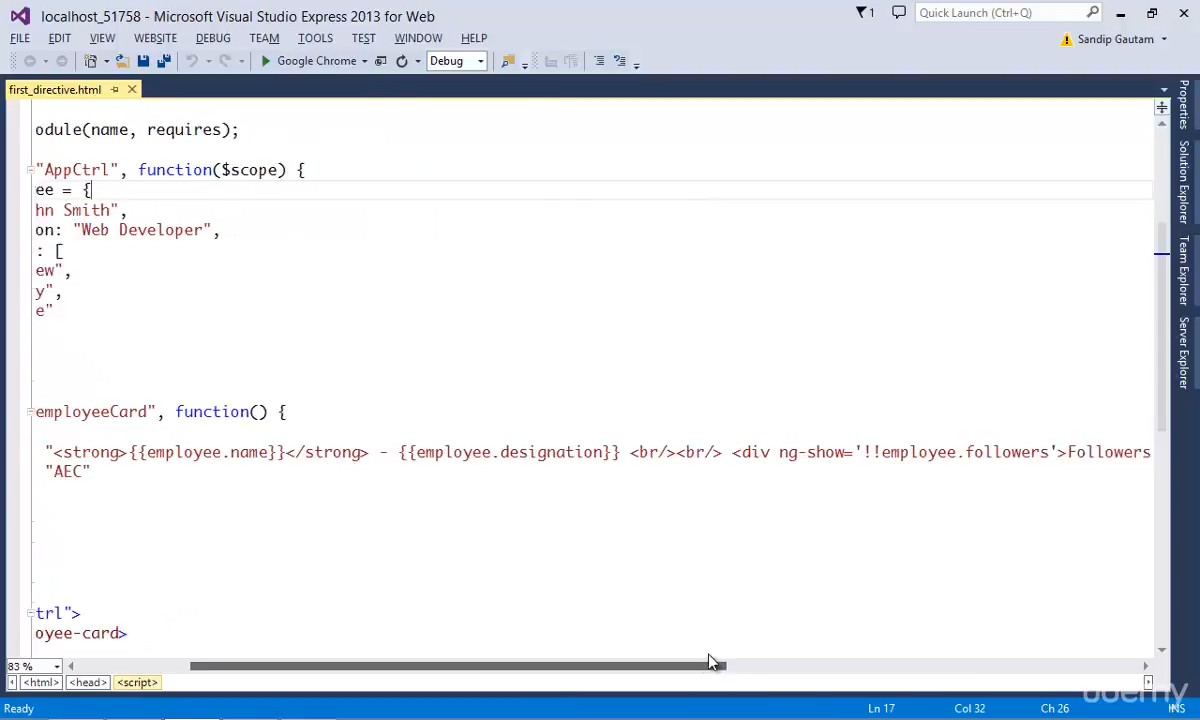 localhost_51758 - Microsoft Visual Studio Express 2013 for Web
1
Quick Launch (Ctrl+Q)
FILE EDIT VIEW WEBSITE DEBUG TEAM TOOLS TEST WINDOW HELP
Sandip Gautam
Google Chrome
Debug
first_directive.html
odule(name, requires);
"AppCtrl", function($scope) {
ee = {
hn Smith",
on: "Web Developer",
: [
ew",
y",
e"
employeeCard", function() {
"<strong>{{employee.name}}</strong> - {{employee.designation}} <br/><br/> <div ng-show='!!employee.followers'>Followers
"AEC"
trl">
oyee-card>
83 %
<html> <head> <script>
Properties
Solution Explorer
Team Explorer
Server Explorer
Ready
Ln 17
Col 32
Ch 26
INS
udemy